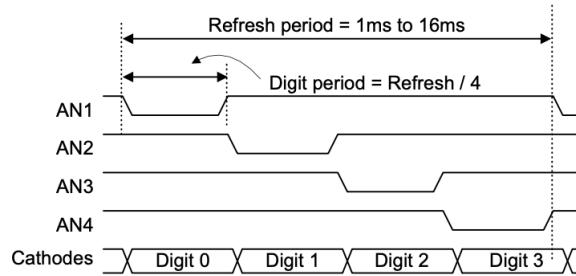 Refresh period = 1ms to 16ms
Digit period = Refresh / 4
AN1
AN2
AN3
AN4
Cathodes Digit 0 Digit 1 Digit 2 Digit 3